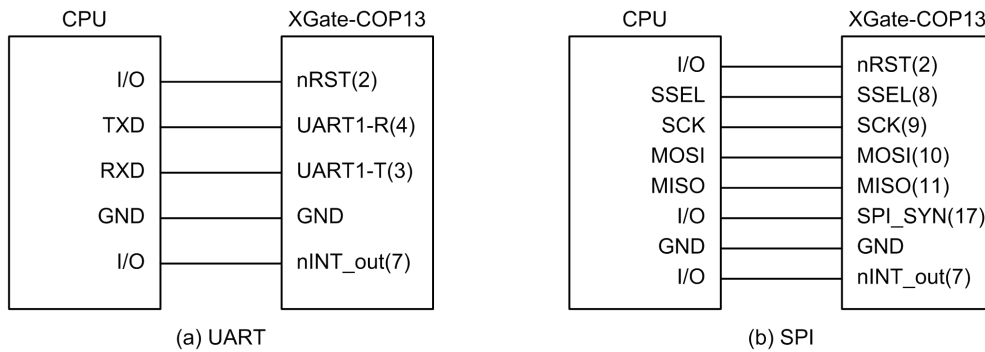 CPU
XGate-COP13
I/O
nRST(2)
TXD
UART1-R(4)
RXD
UART1-T(3)
GND
GND
I/O
nINT_out(7)
(a) UART
CPU
XGate-COP13
I/O
nRST(2)
SSEL
SSEL(8)
SCK
SCK(9)
MOSI
MOSI(10)
MISO
MISO(11)
I/O
SPI_SYN(17)
GND
GND
I/O
nINT_out(7)
(b) SPI